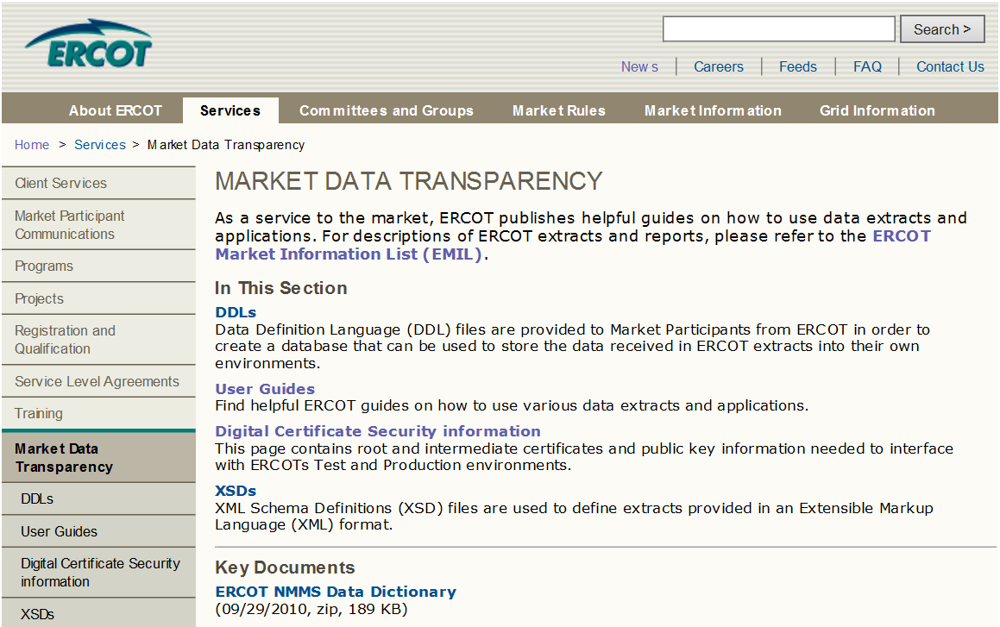 ERCOT
Search >
News
Careers
Feeds
FAQ
Contact Us
About ERCOT
Services
Committees and Groups
Market Rules
Market Information
Grid Information
Home > Services > Market Data Transparency
Client Services
Market Participant
Communications
Programs
Projects
Registration and
Qualification
Service Level Agreements
Training
Market Data
Transparency
DDLs
User Guides
Digital Certificate Security
information
XSDs
MARKET DATA TRANSPARENCY
As a service to the market, ERCOT publishes helpful guides on how to use data extracts and
applications. For descriptions of ERCOT extracts and reports, please refer to the ERCOT
Market Information List (EMIL).
In This Section
DDLs
Data Definition Language (DDL) files are provided to Market Participants from ERCOT in order to
create a database that can be used to store the data received in ERCOT extracts into their own
environments.
User Guides
Find helpful ERCOT guides on how to use various data extracts and applications.
Digital Certificate Security information
This page contains root and intermediate certificates and public key information needed to interface
with ERCOTs Test and Production environments.
XSDs
XML Schema Definitions (XSD) files are used to define extracts provided in an Extensible Markup
Language (XML) format.
Key Documents
ERCOT NMMS Data Dictionary
(09/29/2010, zip, 189 KB)